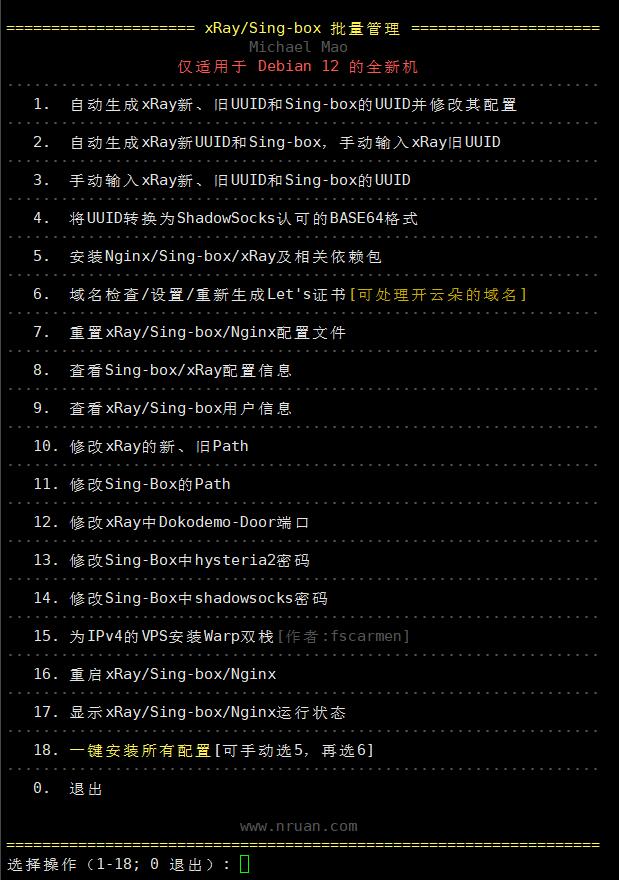 ===================== xRay/Sing-box 批量管理 =====================
Michael Mao
仅适用于 Debian 12 的全新机
1. 自动生成xRay新、旧UUID和Sing-box的UUID并修改其配置
2. 自动生成xRay新UUID和Sing-box，手动输入xRay旧UUID
3. 手动输入xRay新、旧UUID和Sing-box的UUID
4. 将UUID转换为ShadowSocks认可的BASE64格式
5. 安装Nginx/Sing-box/xRay及相关依赖包
6. 域名检查/设置/重新生成Let's证书[可处理开云朵的域名]
7. 重置xRay/Sing-box/Nginx配置文件
8. 查看Sing-box/xRay配置信息
9. 查看xRay/Sing-box用户信息
10. 修改xRay的新、旧Path
11. 修改Sing-Box的Path
12. 修改xRay中Dokodemo-Door端口
13. 修改Sing-Box中hysteria2密码
14. 修改Sing-Box中shadowsocks密码
15. 为IPv4的VPS安装Warp双栈[作者:fscarmen]
16. 重启xRay/Sing-box/Nginx
17. 显示xRay/Sing-box/Nginx运行状态
18. 一键安装所有配置[可手动选5，再选6]
0. 退出
www.nruan.com
==================================================================
选择操作（1-18; 0 退出）: